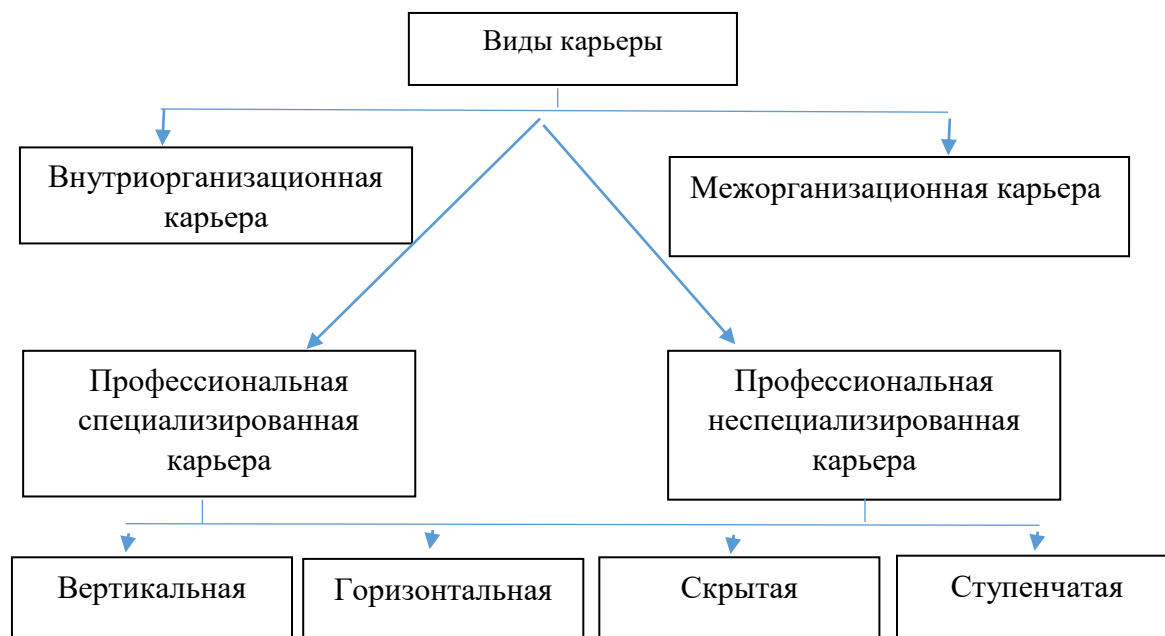 Виды карьеры
Внутриорганизационная
карьера
Межорганизационная карьера
Профессиональная
специализированная
карьера
Профессиональная
неспециализированная
карьера
Вертикальная
Горизонтальная
Скрытая
Ступенчатая